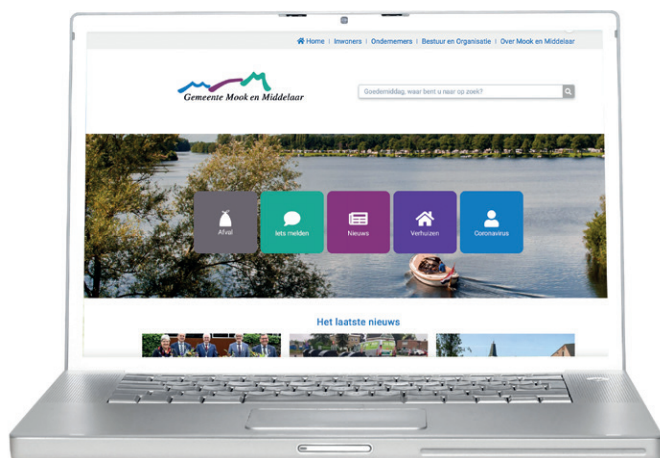 Home | Inwoners | Ondernemers | Bestuur en Organisatie | Over Mook en Middelaar
Gemeente Mook en Middelaar
Goedemiddag, waar bent u naar op zoek?
Afval
Iets melden
Nieuws
Verhuizen
Coronavirus
Het laatste nieuws